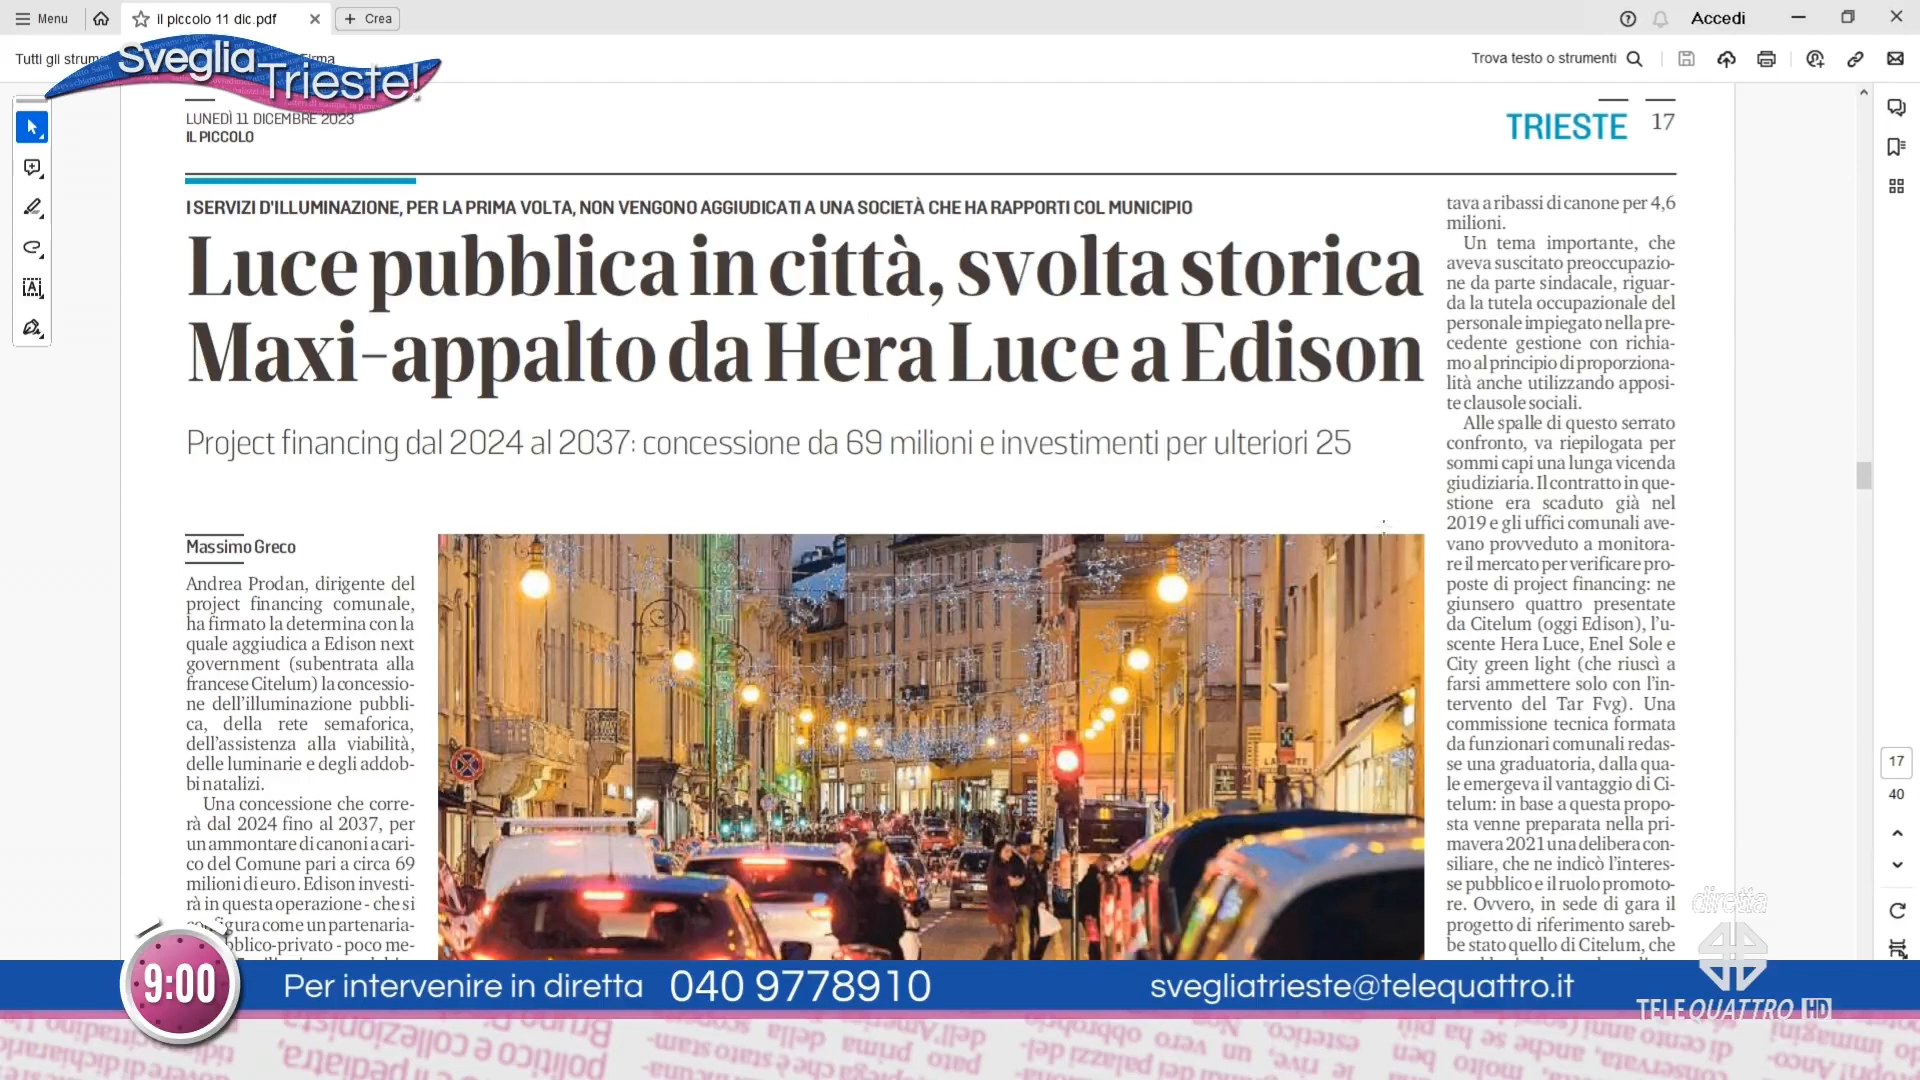 Menu
il piccolo 11 dic.pdf
Crea
Accedi
Tutti gli strum
Firma
Trova testo o strumenti
Sveglia
Trieste!
LUNEDÌ 11 DICEMBRE 2023
IL PICCOLO
TRIESTE
17
I SERVIZI D'ILLUMINAZIONE, PER LA PRIMA VOLTA, NON VENGONO AGGIUDICATI A UNA SOCIETÀ CHE HA RAPPORTI COL MUNICIPIO
Luce pubblica in città, svolta storica
Maxi-appalto da Hera Luce a Edison
Project financing dal 2024 al 2037: concessione da 69 milioni e investimenti per ulteriori 25
Massimo Greco
Andrea Prodan, dirigente del
project financing comunale,
ha firmato la determina con la
quale aggiudica a Edison next
government (subentrata alla
francese Citelum) la concessio-
ne dell'illuminazione pubbli-
ca, della rete semaforica,
dell'assistenza alla viabilità,
delle luminarie e degli addob-
bi natalizi.
Una concessione che corre-
rà dal 2024 fino al 2037, per
un ammontare di canoni a cari-
co del Comune pari a circa 69
milioni di euro. Edison investi-
rà in questa operazione - che si
figura come un partenaria-
bblico-privato - poco me-
tava a ribassi di canone per 4,6
milioni.
Un tema importante, che
aveva suscitato preoccupazio-
ne da parte sindacale, riguar-
da la tutela occupazionale del
personale impiegato nella pre-
cedente gestione con richia-
mo al principio di proporziona-
lità anche utilizzando apposi-
te clausole sociali.
Alle spalle di questo serrato
confronto, va riepilogata per
sommi capi una lunga vicenda
giudiziaria. Il contratto in que-
stione era scaduto già nel
2019 e gli uffici comunali ave-
vano provveduto a monitora-
re il mercato per verificare pro-
poste di project financing: ne
giunsero quattro presentate
da Citelum (oggi Edison), l'u-
scente Hera Luce, Enel Sole e
City green light (che riuscì a
farsi ammettere solo con l'in-
tervento del Tar Fvg). Una
commissione tecnica formata
da funzionari comunali redas-
se una graduatoria, dalla qua-
le emergeva il vantaggio di Ci-
telum: in base a questa propo-
sta venne preparata nella pri-
mavera 2021 una delibera con-
siliare, che ne indicò l'interes-
se pubblico e il ruolo promoto-
re. Ovvero, in sede di gara il
progetto di riferimento sareb-
be stato quello di Citelum, che
17
40
diretta
9:00
Per intervenire in diretta 040 9778910
svegliatrieste@telequattro.it
TELEQUATTRO HD